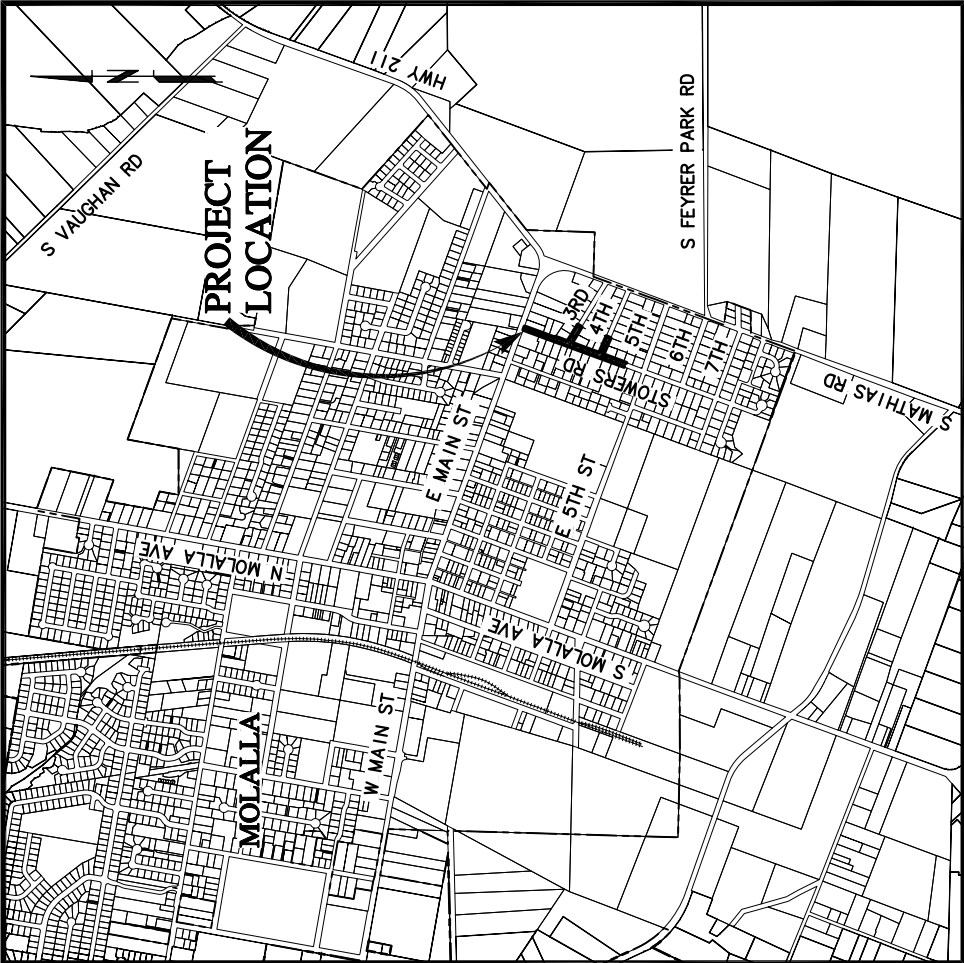 HWY 211
N
S VAUGHAN RD
S FEYRER PARK RD
PROJECT
LOCATION
3RD
4TH
5TH
6TH
7TH
STOWERS RD
S MATHIAS RD
E MAIN ST
E 5TH ST
N MOLALLA AVE
S MOLALLA AVE
W MAIN ST
MOLALLA